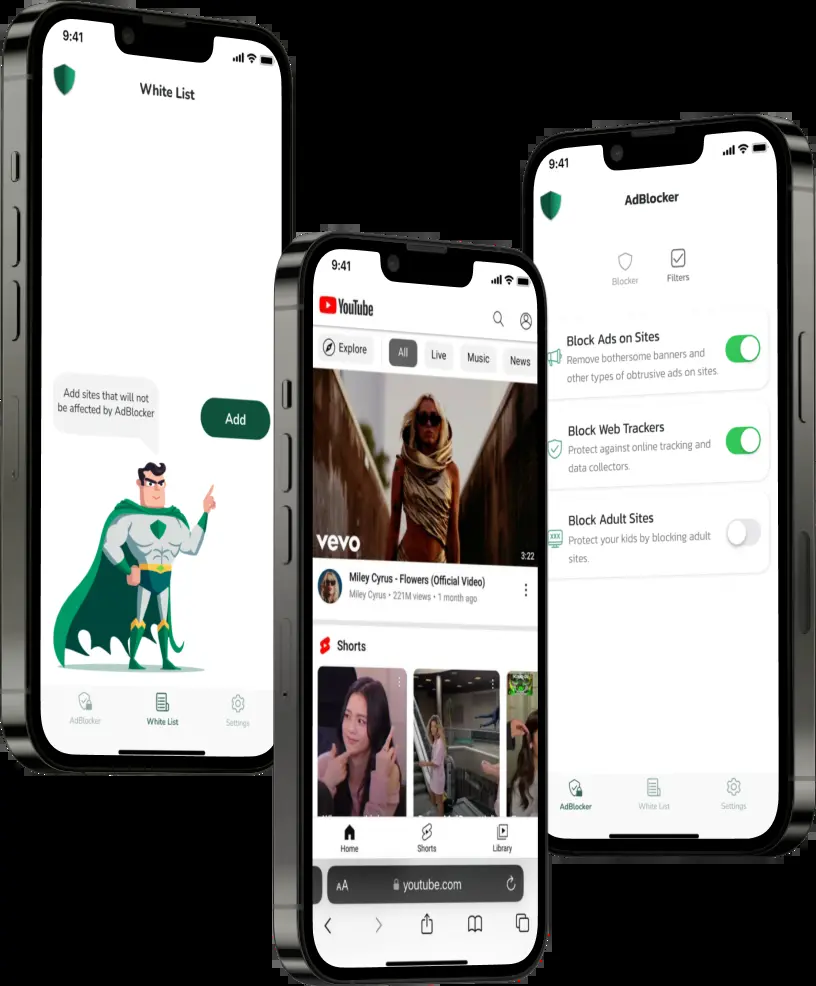 9:41
White List
Add sites that will not
be affected by AdBlocker
Add
AdBlocker
White List
Settings
9:41
YouTube
Explore
All
Live
Music
News
vevo
3:22
Miley Cyrus - Flowers (Official Video)
Miley Cyrus • 221M views • 1 month ago
Shorts
Home
Shorts
Library
AA
youtube.com
9:41
AdBlocker
Blocker
Filters
Block Ads on Sites
Remove bothersome banners and
other types of obtrusive ads on sites.
Block Web Trackers
Protect against online tracking and
data collectors.
XXX
Block Adult Sites
Protect your kids by blocking adult
sites.
AdBlocker
White List
Settings